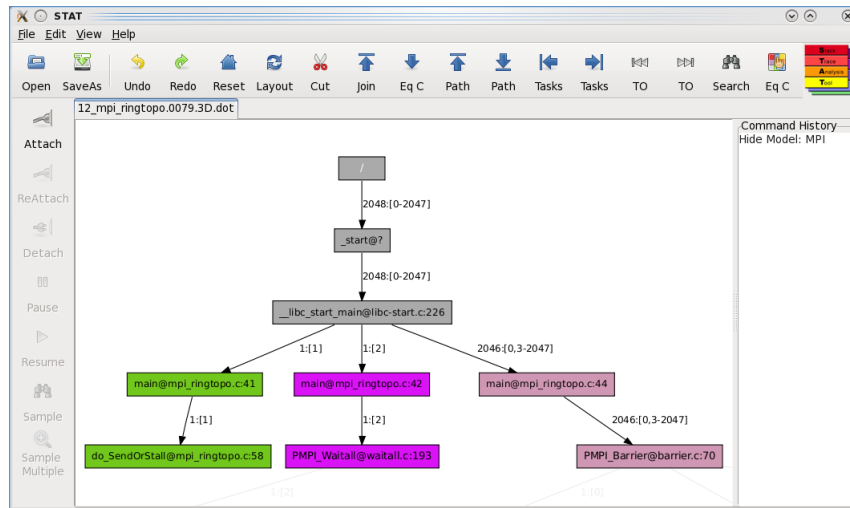 STAT
File Edit View Help
Open SaveAs Undo Redo Reset Layout Cut Join Eq C Path Path Tasks Tasks TO TO Search Eq C
Stack
Trace
Analysis
Tool
12_mpi_ringtopo.0079.3D.dot
Attach
ReAttach
Detach
Pause
Resume
Sample
Sample
Multiple
Command History
Hide Model: MPI
/
2048:[0-2047]
_start@?
2048:[0-2047]
__libc_start_main@libc-start.c:226
1:[1] 1:[2] 2046:[0,3-2047]
main@mpi_ringtopo.c:41 main@mpi_ringtopo.c:42 main@mpi_ringtopo.c:44
1:[1] 1:[2] 2046:[0,3-2047]
do_SendOrStall@mpi_ringtopo.c:58 PMPI_Waitall@waitall.c:193 PMPI_Barrier@barrier.c:70
1:[2] 1:[0]